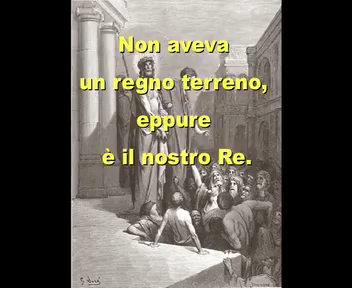 Non aveva
un regno terreno,
eppure
è il nostro Re.